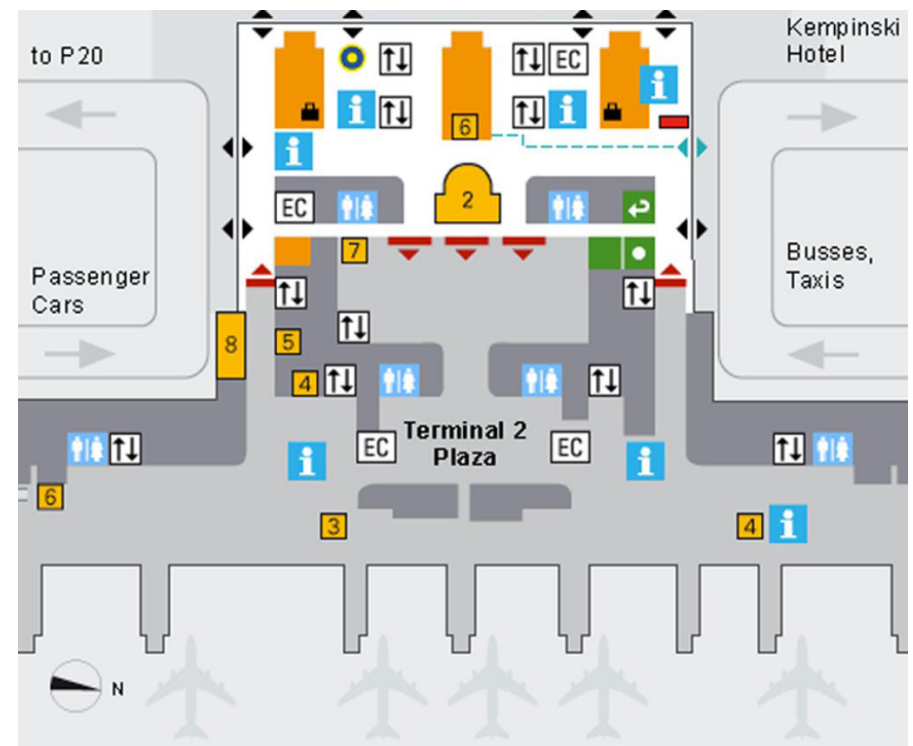 Kempinski
Hotel
to P20
EC
i
i
i
6
i
EC
2
7
Passenger
Cars
Busses,
Taxis
8
5
4
Terminal 2
Plaza
EC
EC
i
i
6
3
4
i
N